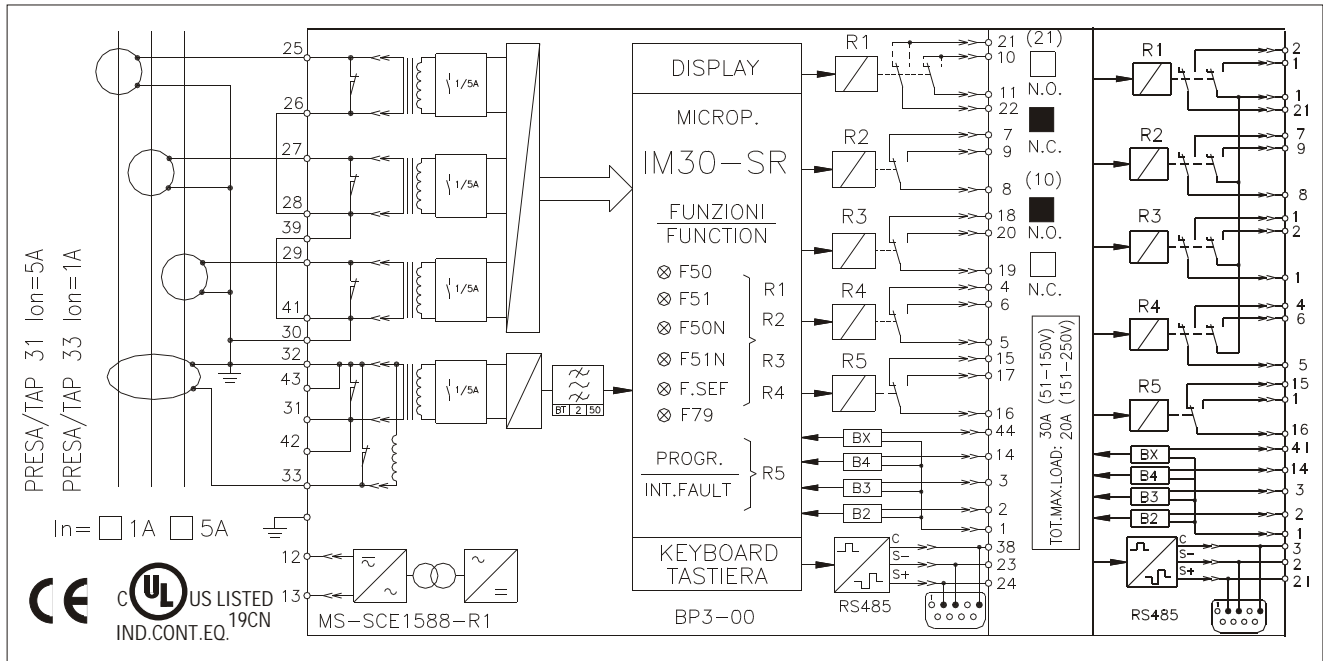 PRESA/TAP 31 Ion=5A
PRESA/TAP 33 Ion=1A
25
26
27
28
39
29
41
30
32
43
31
42
33
12
13
1/5A
1/5A
1/5A
1/5A
BT 2 50
In= 1A 5A
CE
C UL US LISTED
19CN
IND.CONT.EQ.
MS-SCE1588-R1
DISPLAY
MICROP.
IM30-SR
FUNZIONI
FUNCTION
F50
F51
F50N
F51N
F.SEF
F79
R1
R2
R3
R4
PROGR.
INT.FAULT
R5
KEYBOARD
TASTIERA
BP3-00
R1
21
10
11
22
R2
7
9
8
R3
18
20
19
R4
4
6
5
R5
15
17
16
BX
44
B4
14
B3
3
B2
2
1
C
38
S-
23
S+
24
RS485
1
(21)
N.O.
N.C.
(10)
N.O.
N.C.
TOT.MAX.LOAD: 30A (51-150V)
20A (151-250V)
R1
2
1
1
21
R2
7
9
8
R3
1
2
1
R4
4
6
5
R5
15
1
16
BX
41
B4
14
B3
3
B2
2
1
C
3
S-
2
S+
21
RS485
1